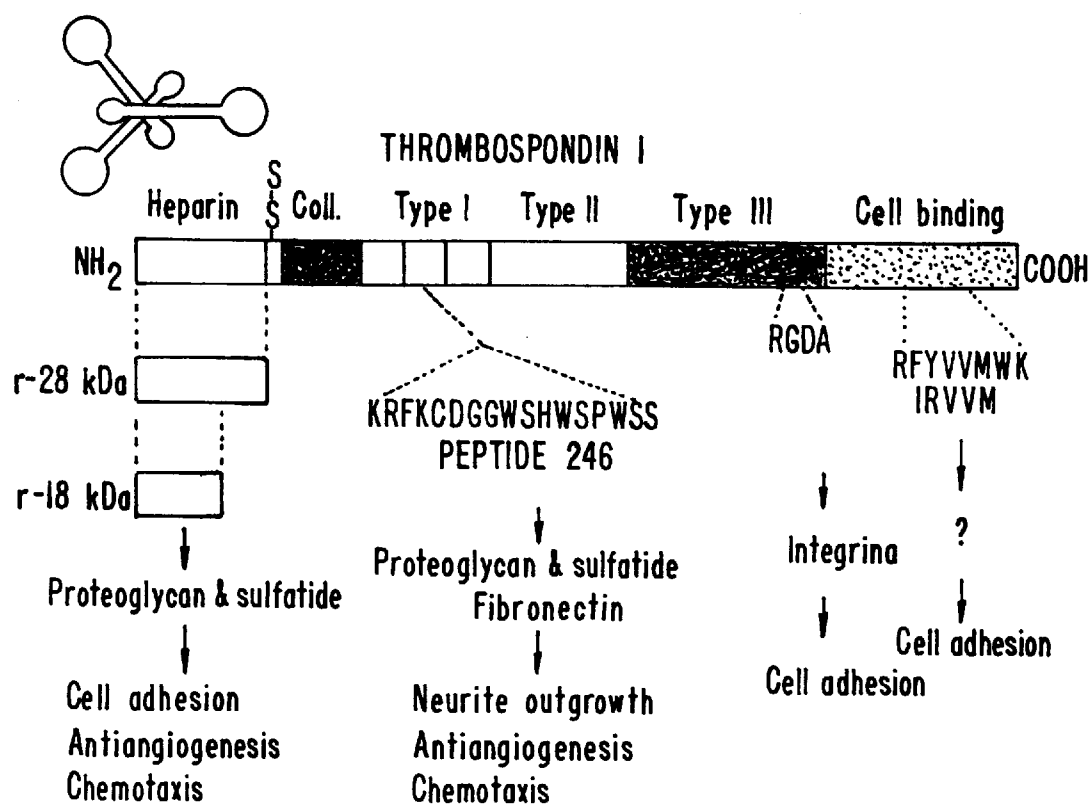 THROMBOSPONDIN I
S
S
Heparin Coll. Type I Type II Type III Cell binding
NH2 COOH
RGDA
r-28 kDa
RFYVVMWK
IRVVM
KRFKCDGGWSHWSPWSS
PEPTIDE 246
r-18 kDa
?
Integrina
Proteoglycan & sulfatide
Proteoglycan & sulfatide
Fibronectin
Cell adhesion
Cell adhesion
Cell adhesion
Antiangiogenesis
Chemotaxis
Neurite outgrowth
Antiangiogenesis
Chemotaxis